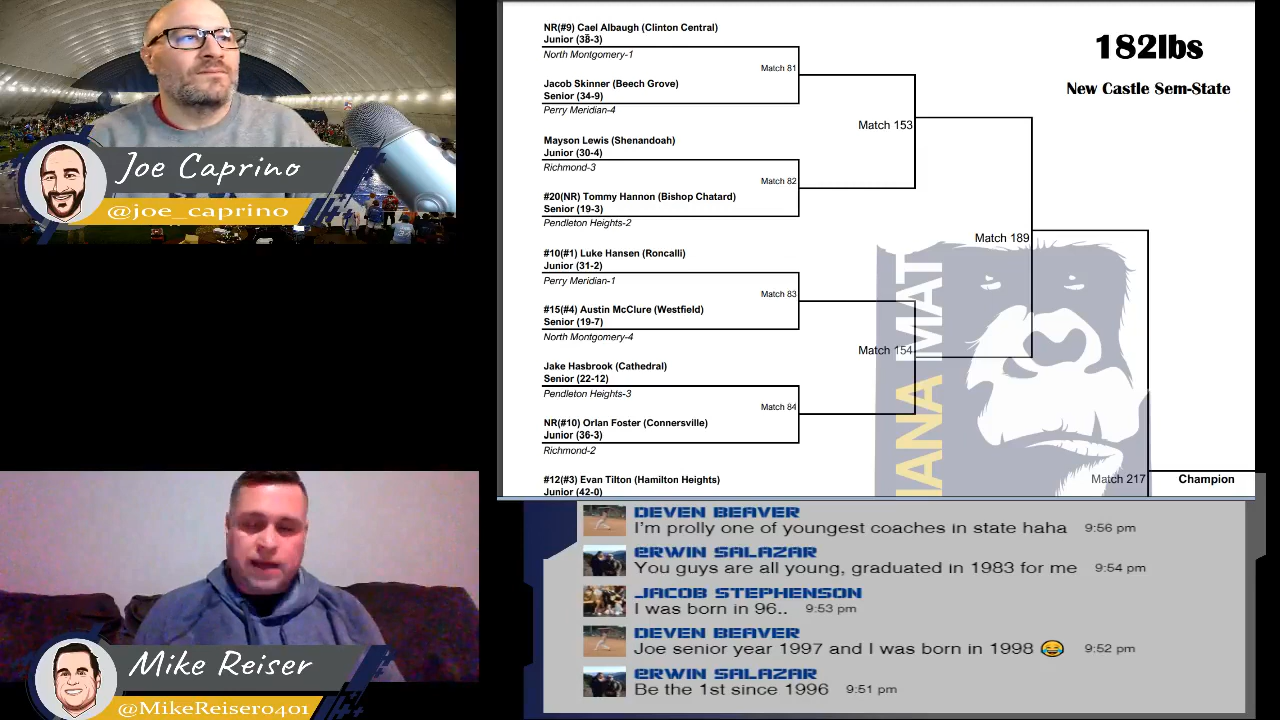 Joe Caprino
@joe_caprino
NR(#9) Cael Albaugh (Clinton Central)
Junior (38-3)
North Montgomery-1
Match 81
Jacob Skinner (Beech Grove)
Senior (34-9)
Perry Meridian-4
Match 153
Mayson Lewis (Shenandoah)
Junior (30-4)
Richmond-3
Match 82
#20(NR) Tommy Hannon (Bishop Chatard)
Senior (19-3)
Pendleton Heights-2
Match 189
#10(#1) Luke Hansen (Roncalli)
Junior (31-2)
Perry Meridian-1
Match 83
#15(#4) Austin McClure (Westfield)
Senior (19-7)
North Montgomery-4
Match 154
Jake Hasbrook (Cathedral)
Senior (22-12)
Pendleton Heights-3
Match 84
NR(#10) Orlan Foster (Connersville)
Junior (36-3)
Richmond-2
#12(#3) Evan Tilton (Hamilton Heights)
Junior (42-0)
Match 217
Champion
182lbs
New Castle Sem-State
IANA MAT
Mike Reiser
@MikeReiser0401
DEVEN BEAVER
I'm prolly one of youngest coaches in state haha 9:56 pm
ERWIN SALAZAR
You guys are all young, graduated in 1983 for me 9:54 pm
JACOB STEPHENSON
I was born in 96.. 9:53 pm
DEVEN BEAVER
Joe senior year 1997 and I was born in 1998 😂 9:52 pm
ERWIN SALAZAR
Be the 1st since 1996 9:51 pm